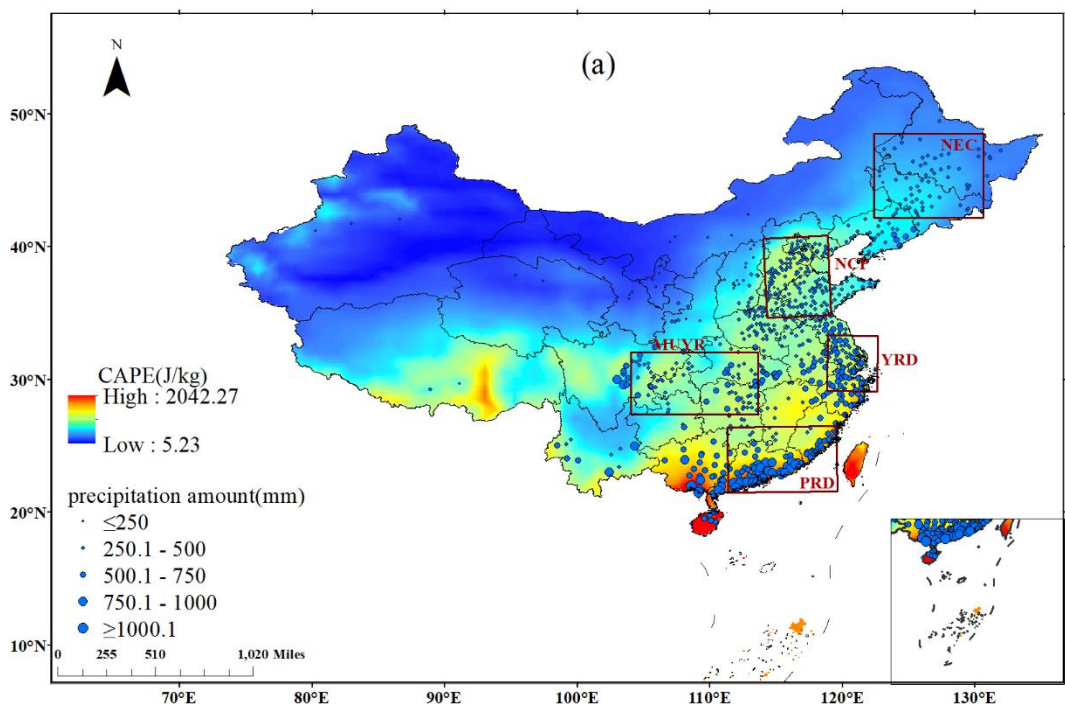 N
(a)
50°N
40°N
30°N
20°N
10°N
NEC
NCP
MUYR
YRD
PRD
CAPE(J/kg)
High : 2042.27
Low : 5.23
precipitation amount(mm)
≤250
250.1 - 500
500.1 - 750
750.1 - 1000
≥1000.1
0 255 510 1,020 Miles
70°E 80°E 90°E 100°E 110°E 120°E 130°E